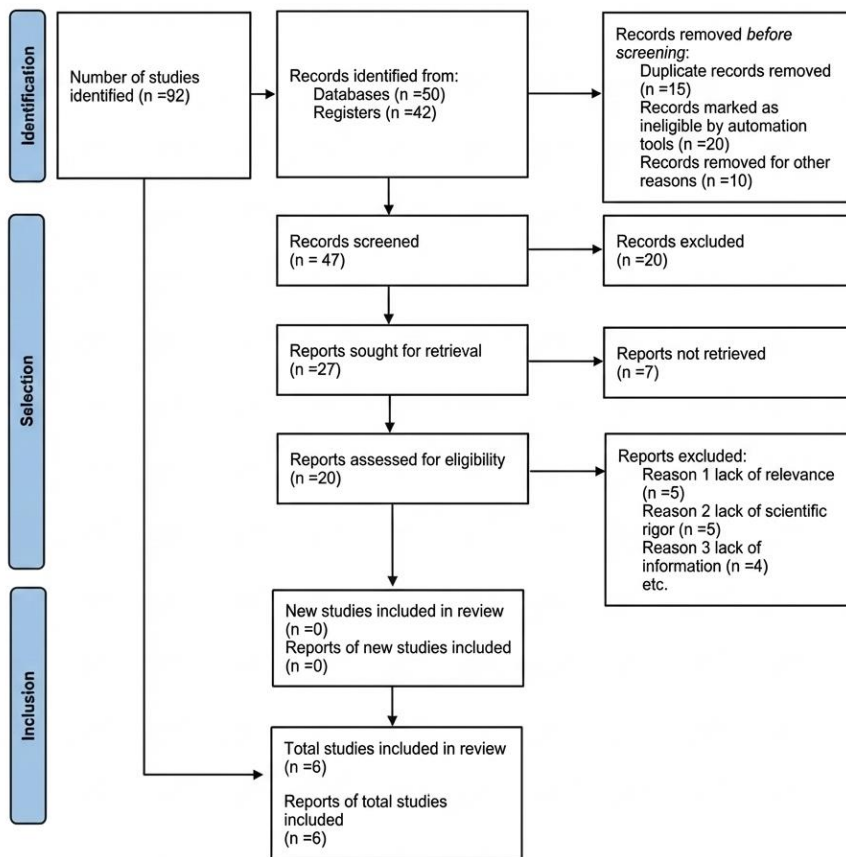 Identification
Number of studies
identified (n =92)
Records identified from:
Databases (n =50)
Registers (n =42)
Records removed before
screening:
Duplicate records removed
(n =15)
Records marked as
ineligible by automation
tools (n =20)
Records removed for other
reasons (n =10)
Selection
Records screened
(n = 47)
Records excluded
(n =20)
Reports sought for retrieval
(n =27)
Reports not retrieved
(n =7)
Reports assessed for eligibility
(n =20)
Reports excluded:
Reason 1 lack of relevance
(n =5)
Reason 2 lack of scientific
rigor (n =5)
Reason 3 lack of
information (n =4)
etc.
Inclusion
New studies included in review
(n =0)
Reports of new studies included
(n =0)
Total studies included in review
(n =6)
Reports of total studies
included
(n =6)